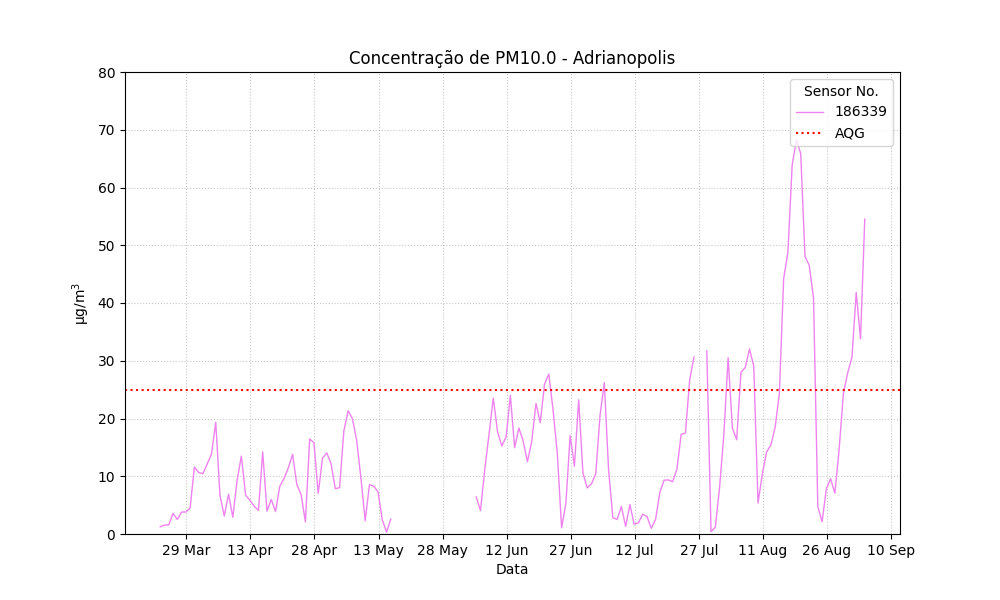 Concentração de PM10.0 - Adrianopolis
80
70
60
50
40
30
20
10
0
µg/m³
Sensor No.
186339
AQG
29 Mar 13 Apr 28 Apr 13 May 28 May 12 Jun 27 Jun 12 Jul 27 Jul 11 Aug 26 Aug 10 Sep
Data